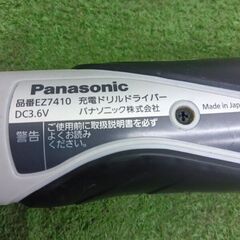 Panasonic
品番EZ7410 充電ドリルドライバー
DC3.6V パナソニック株式会社
Made in Japan
警告 ご使用前に取扱説明書を必ず
よくお読み
ください